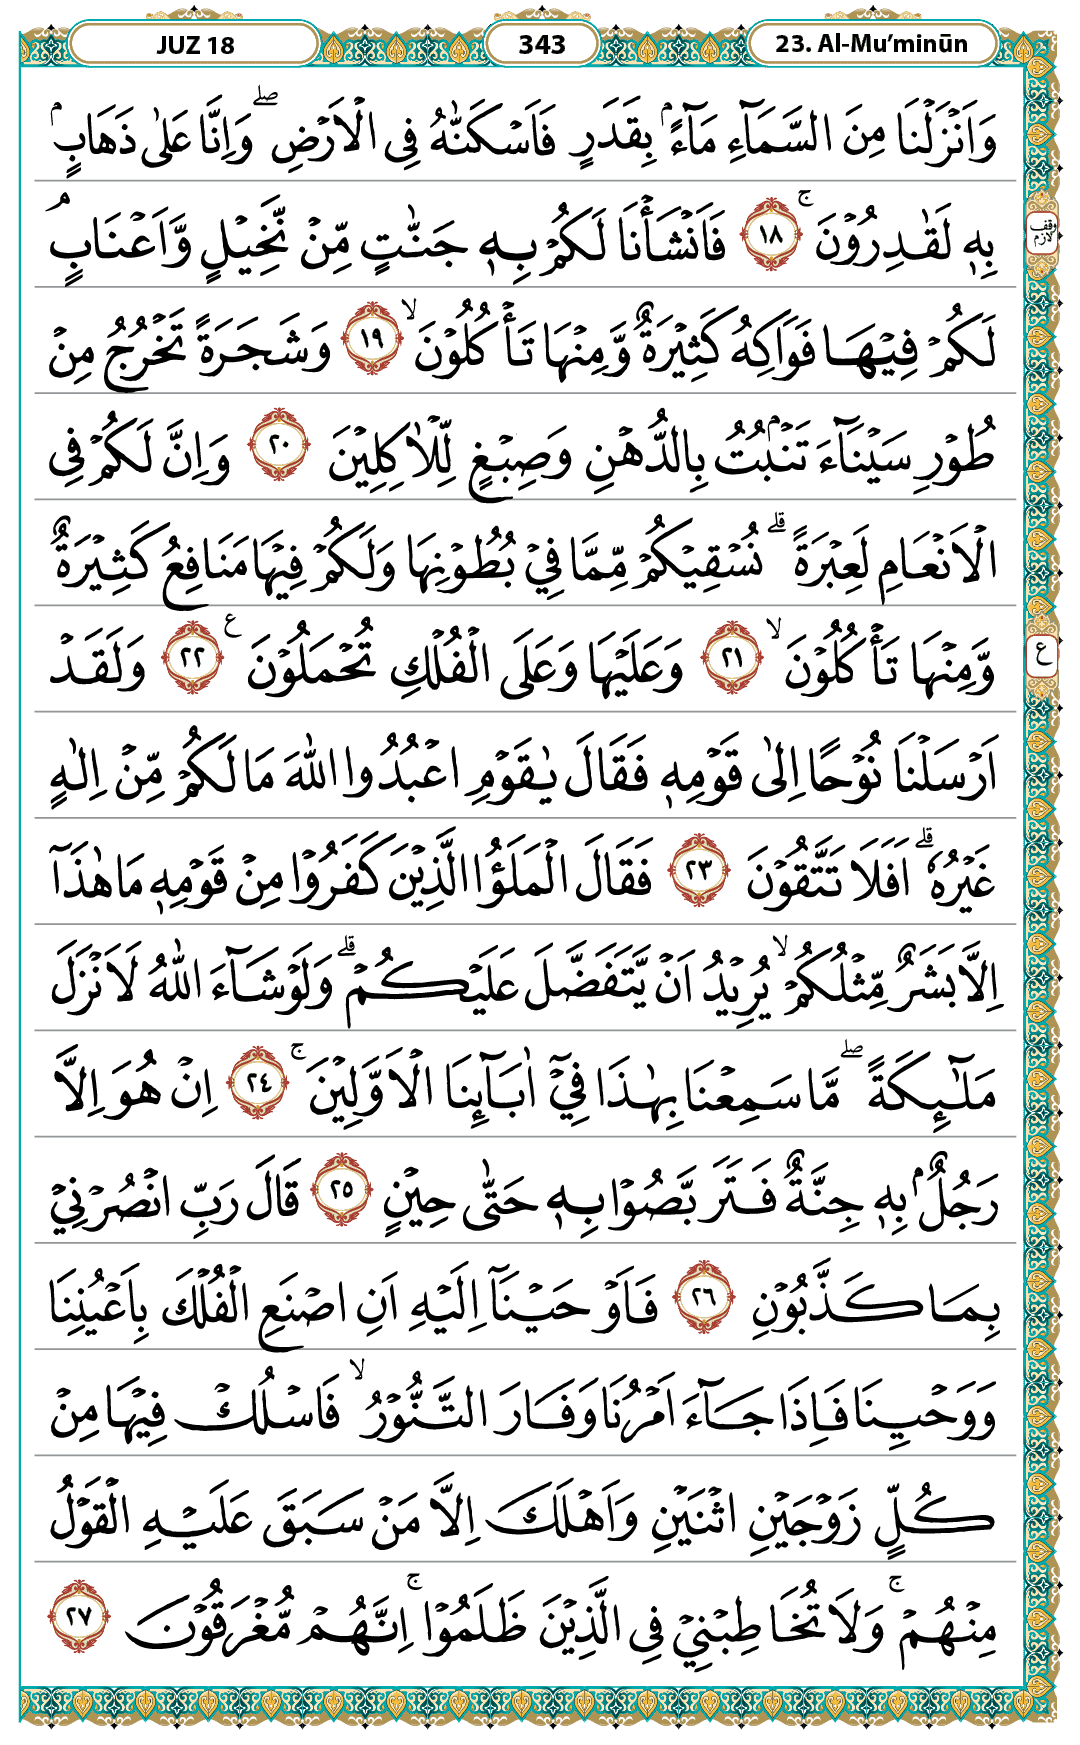 JUZ 18
343
23. Al-Mu’minūn
وَاَنْزَلْنَا مِنَ السَّمَآءِ مَآءًۢ بِقَدَرٍ فَاَسْكَنّٰهُ فِى الْاَرْضِ ۖ وَاِنَّا عَلٰى ذَهَابٍۢ
بِهٖ لَقٰدِرُوْنَ ۚ ١٨ فَاَنْشَأْنَا لَكُمْ بِهٖ جَنّٰتٍ مِّنْ نَّخِيْلٍ وَّاَعْنَابٍ ۘ
وقف لازم
لَكُمْ فِيْهَا فَوَاكِهُ كَثِيْرَةٌ وَّمِنْهَا تَأْكُلُوْنَ ۙ ١٩ وَشَجَرَةً تَخْرُجُ مِنْ
طُوْرِ سَيْنَآءَ تَنْۢبُتُ بِالدُّهْنِ وَصِبْغٍ لِّلْاٰكِلِيْنَ ٢٠ وَاِنَّ لَكُمْ فِى
الْاَنْعَامِ لَعِبْرَةً ۗ نُسْقِيْكُمْ مِّمَّا فِيْ بُطُوْنِهَا وَلَكُمْ فِيْهَا مَنَافِعُ كَثِيْرَةٌ
وَّمِنْهَا تَأْكُلُوْنَ ۙ ٢١ وَعَلَيْهَا وَعَلَى الْفُلْكِ تُحْمَلُوْنَ ࣖ ٢٢ وَلَقَدْ
ع
اَرْسَلْنَا نُوْحًا اِلٰى قَوْمِهٖ فَقَالَ يٰقَوْمِ اعْبُدُوا اللهَ مَا لَكُمْ مِّنْ اِلٰهٍ
غَيْرُهٗ ۗ اَفَلَا تَتَّقُوْنَ ٢٣ فَقَالَ الْمَلَؤُا الَّذِيْنَ كَفَرُوْا مِنْ قَوْمِهٖ مَا هٰذَآ
اِلَّا بَشَرٌ مِّثْلُكُمْ ۙ يُرِيْدُ اَنْ يَّتَفَضَّلَ عَلَيْكُمْ ۗ وَلَوْ شَآءَ اللهُ لَاَنْزَلَ
مَلٰٓئِكَةً ۖ مَّا سَمِعْنَا بِهٰذَا فِيْٓ اٰبَآئِنَا الْاَوَّلِيْنَ ۚ ٢٤ اِنْ هُوَ اِلَّا
رَجُلٌۢ بِهٖ جِنَّةٌ فَتَرَبَّصُوْا بِهٖ حَتّٰى حِيْنٍ ٢٥ قَالَ رَبِّ انْصُرْنِيْ
بِمَا كَذَّبُوْنِ ٢٦ فَاَوْحَيْنَآ اِلَيْهِ اَنِ اصْنَعِ الْفُلْكَ بِاَعْيُنِنَا
وَوَحْيِنَا فَاِذَا جَآءَ اَمْرُنَا وَفَارَ التَّنُّوْرُ ۙ فَاسْلُكْ فِيْهَا مِنْ
كُلٍّ زَوْجَيْنِ اثْنَيْنِ وَاَهْلَكَ اِلَّا مَنْ سَبَقَ عَلَيْهِ الْقَوْلُ
مِنْهُمْ ۚ وَلَا تُخَاطِبْنِيْ فِى الَّذِيْنَ ظَلَمُوْا ۚ اِنَّهُمْ مُّغْرَقُوْنَ ٢٧